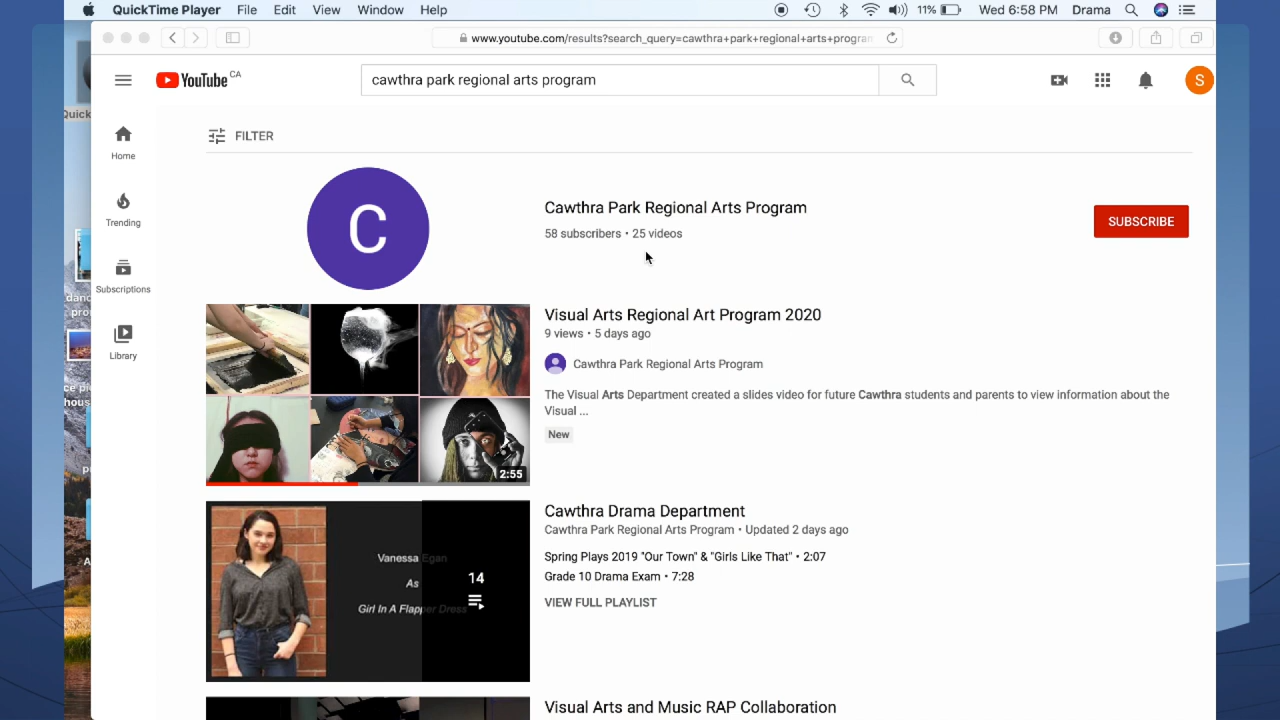 QuickTime Player File Edit View Window Help 11% Wed 6:58 PM Drama
www.youtube.com/results?search_query=cawthra+park+regional+arts+progran
YouTube CA
cawthra park regional arts program
S
Quick
FILTER
Home
Trending
Subscriptions
Library
C
Cawthra Park Regional Arts Program
58 subscribers • 25 videos
SUBSCRIBE
Visual Arts Regional Art Program 2020
9 views • 5 days ago
Cawthra Park Regional Arts Program
The Visual Arts Department created a slides video for future Cawthra students and parents to view information about the
Visual ...
New
2:55
Cawthra Drama Department
Cawthra Park Regional Arts Program • Updated 2 days ago
Spring Plays 2019 "Our Town" & "Girls Like That" • 2:07
Grade 10 Drama Exam • 7:28
VIEW FULL PLAYLIST
Vanessa Egan
As
Girl In A Flapper Dress
14
Visual Arts and Music RAP Collaboration